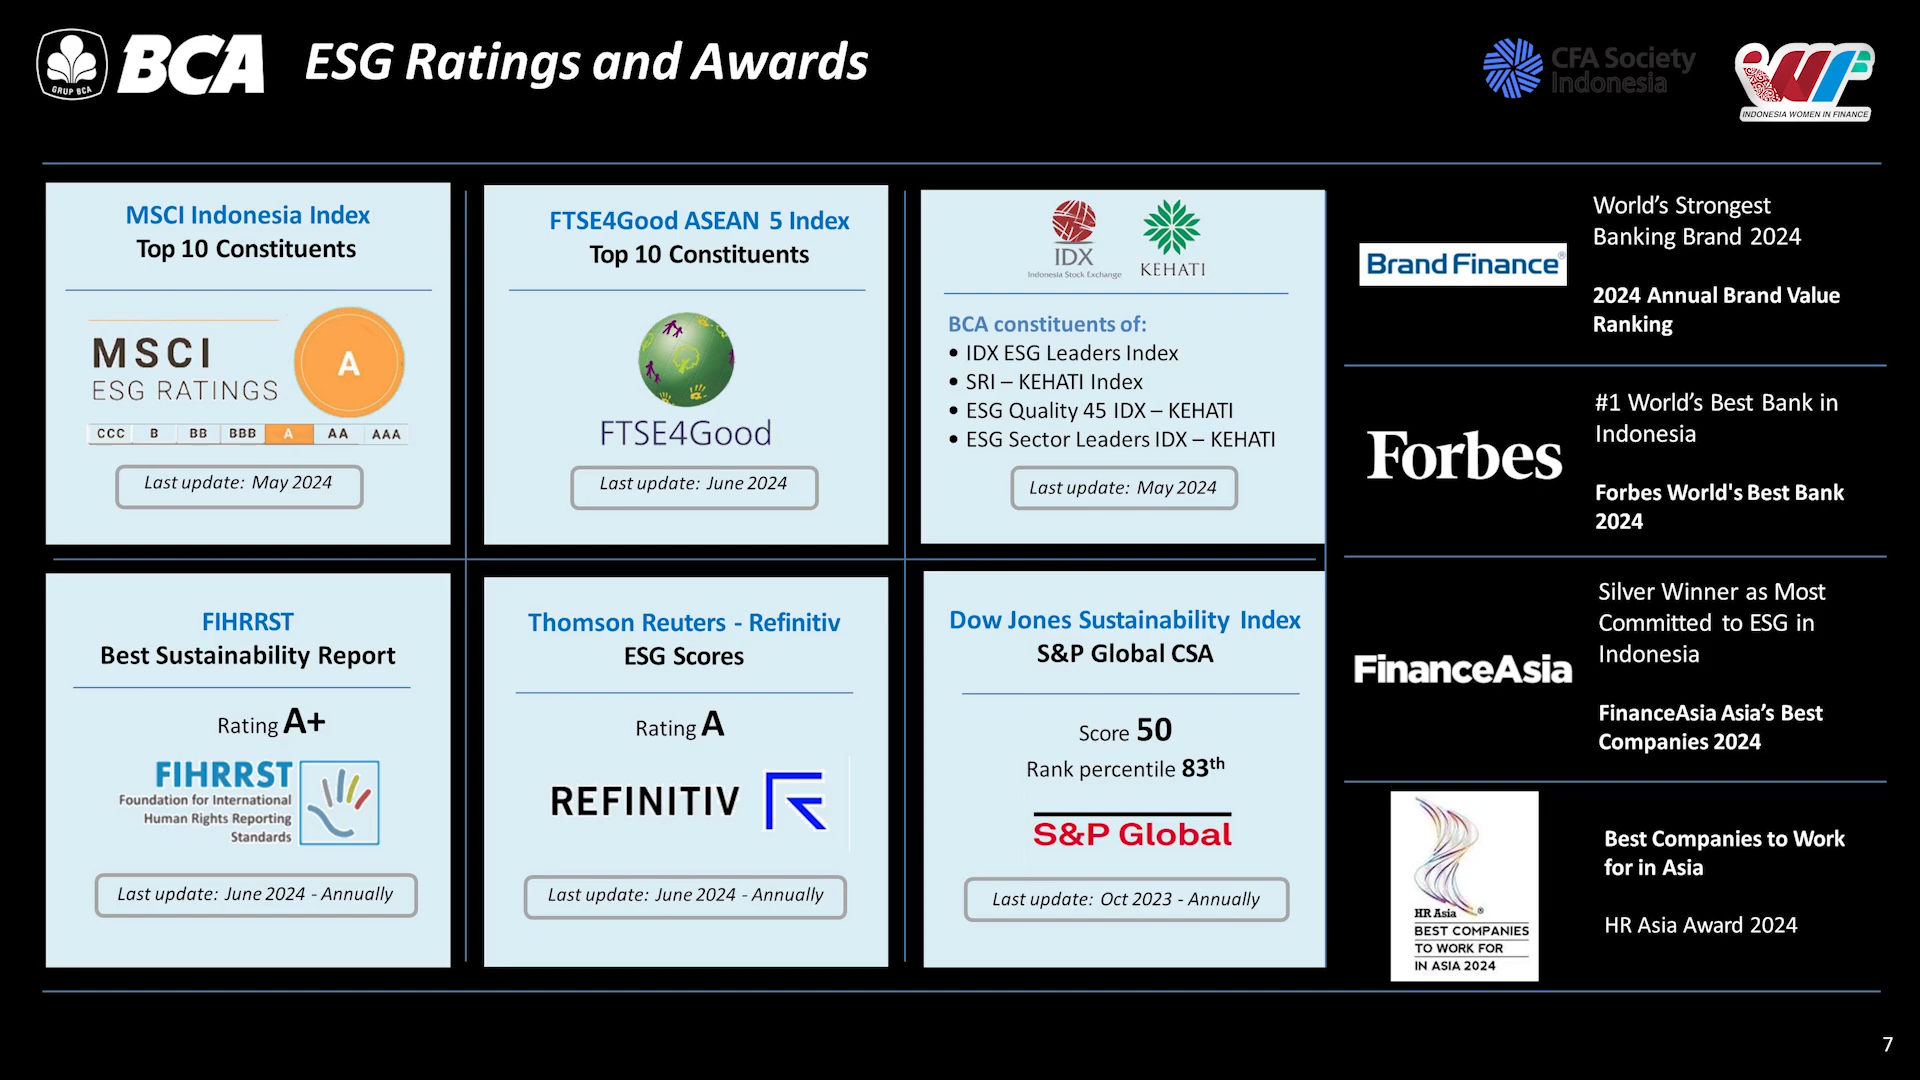 GRUP BCA
BCA
ESG Ratings and Awards
CFA Society
Indonesia
INDONESIA WOMEN IN FINANCE
MSCI Indonesia Index
Top 10 Constituents
MSCI
ESG RATINGS
A
CCC B BB BBB A AA AAA
Last update: May 2024
FTSE4Good ASEAN 5 Index
Top 10 Constituents
FTSE4Good
Last update: June 2024
IDX
Indonesia Stock Exchange
KEHATI
BCA constituents of:
• IDX ESG Leaders Index
• SRI – KEHATI Index
• ESG Quality 45 IDX – KEHATI
• ESG Sector Leaders IDX – KEHATI
Last update: May 2024
FIHRRST
Best Sustainability Report
Rating A+
FIHRRST
Foundation for International
Human Rights Reporting
Standards
Last update: June 2024 - Annually
Thomson Reuters - Refinitiv
ESG Scores
Rating A
REFINITIV
Last update: June 2024 - Annually
Dow Jones Sustainability Index
S&P Global CSA
Score 50
Rank percentile 83th
S&P Global
Last update: Oct 2023 - Annually
Brand Finance®
World’s Strongest
Banking Brand 2024
2024 Annual Brand Value
Ranking
Forbes
#1 World’s Best Bank in
Indonesia
Forbes World's Best Bank
2024
FinanceAsia
Silver Winner as Most
Committed to ESG in
Indonesia
FinanceAsia Asia’s Best
Companies 2024
HR Asia ®
BEST COMPANIES
TO WORK FOR
IN ASIA 2024
Best Companies to Work
for in Asia
HR Asia Award 2024
7